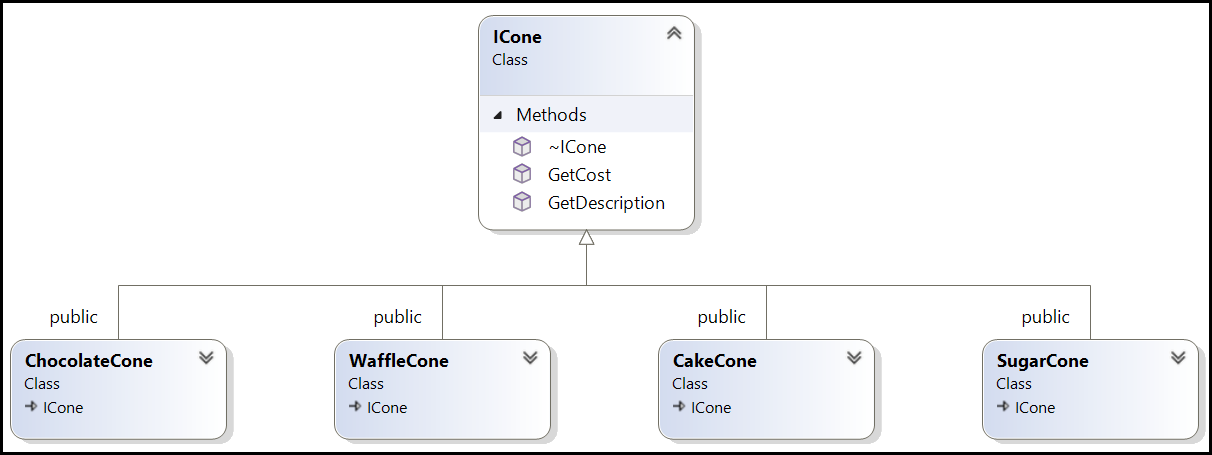 ICone
Class
Methods
~ICone
GetCost
GetDescription
public
public
public
public
ChocolateCone
Class
ICone
WaffleCone
Class
ICone
CakeCone
Class
ICone
SugarCone
Class
ICone